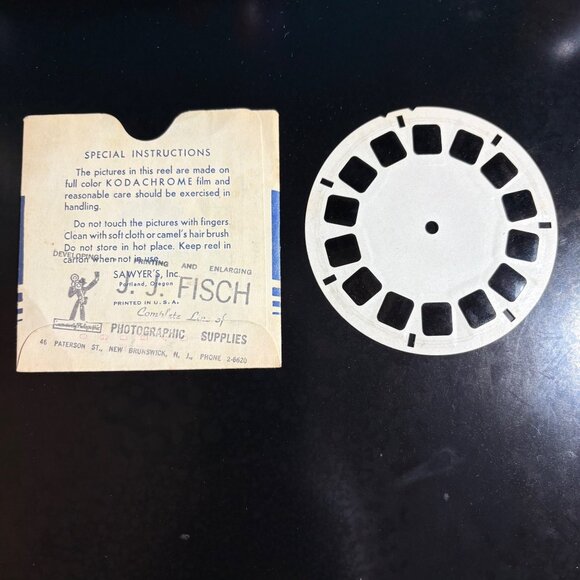 SPECIAL INSTRUCTIONS
The pictures in this reel are made on
full color KODACHROME film and
reasonable care should be exercised in
handling.
Do not touch the pictures with fingers.
Clean with soft cloth or camel's hair brush
Do not store in hot place. Keep reel in
carton when not in use.
SAWYER'S, Inc.
Portland, Oregon
PRINTED IN U.S.A.
DEVELOPING PRINTING AND ENLARGING
J. J. FISCH
Complete Line of
PHOTOGRAPHIC SUPPLIES
46 PATERSON ST., NEW BRUNSWICK, N. J., PHONE 2-6620